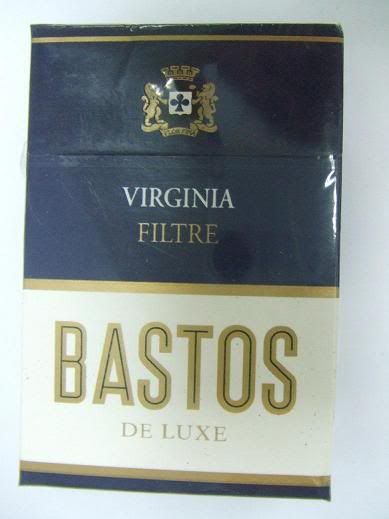 VIRGINIA
FILTRE
BASTOS
DE LUXE